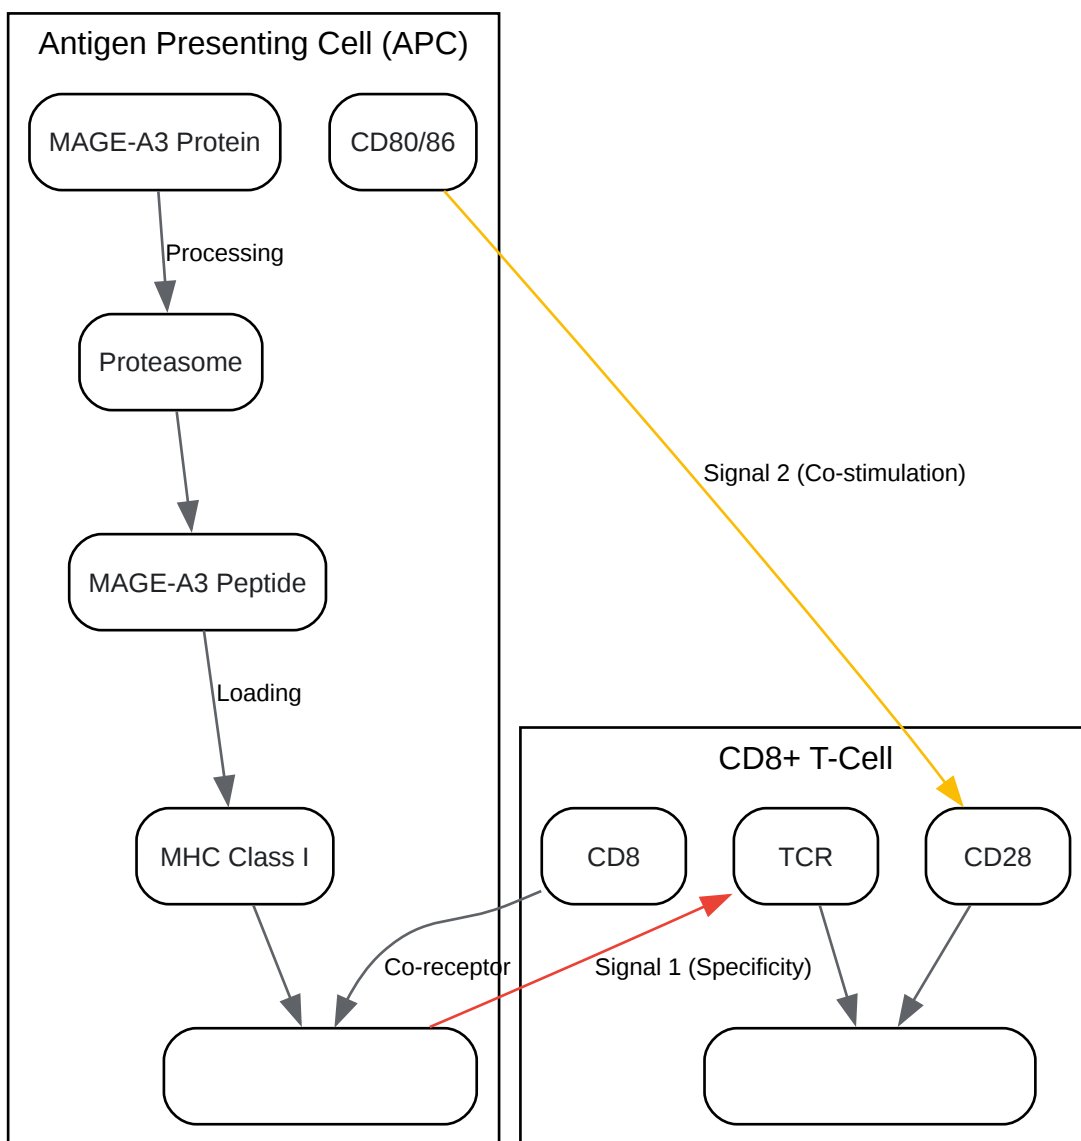 Antigen Presenting Cell (APC)
MAGE-A3 Protein
CD80/86
Processing
Proteasome
Signal 2 (Co-stimulation)
MAGE-A3 Peptide
Loading
CD8+ T-Cell
MHC Class I
CD8
TCR
CD28
Co-receptor
Signal 1 (Specificity)